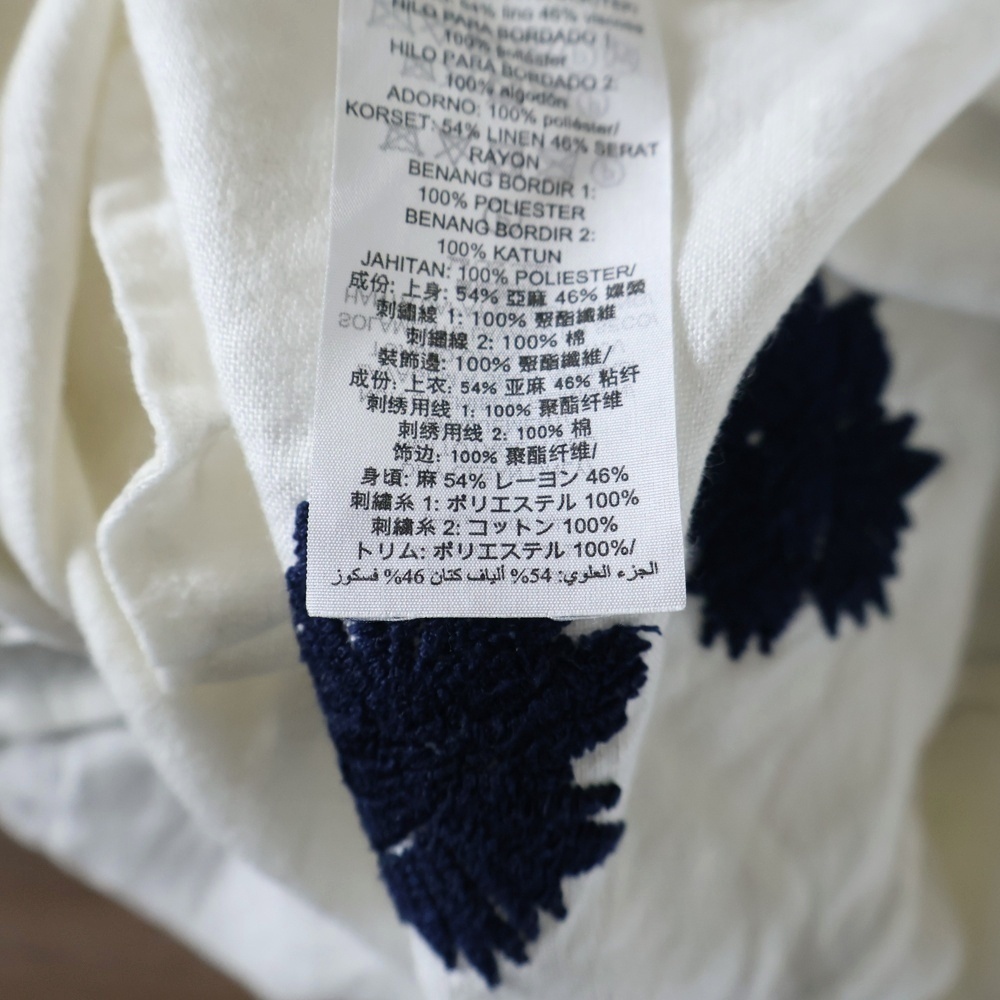 54% lino 46% viscosa
HILO PARA BORDADO 1:
100% poliéster
HILO PARA BORDADO 2:
100% algodón
ADORNO: 100% poliéster/
KORSET: 54% LINEN 46% SERAT
RAYON
BENANG BORDIR 1:
100% POLIESTER
BENANG BORDIR 2:
100% KATUN
JAHITAN: 100% POLIESTER/
成份: 上身: 54% 亞麻 46% 嫘縈
刺繡線 1: 100% 聚酯纖維
刺繡線 2: 100% 棉
裝飾邊: 100% 聚酯纖維/
成份: 上衣: 54% 亚麻 46% 粘纤
刺绣用线 1: 100% 聚酯纤维
刺绣用线 2: 100% 棉
饰边: 100% 聚酯纤维/
身頃: 麻 54% レーヨン 46%
刺繍糸 1: ポリエステル 100%
刺繍糸 2: コットン 100%
トリム: ポリエステル 100%/
الجزء العلوي: 54% ألياف كتان 46% فسكوز